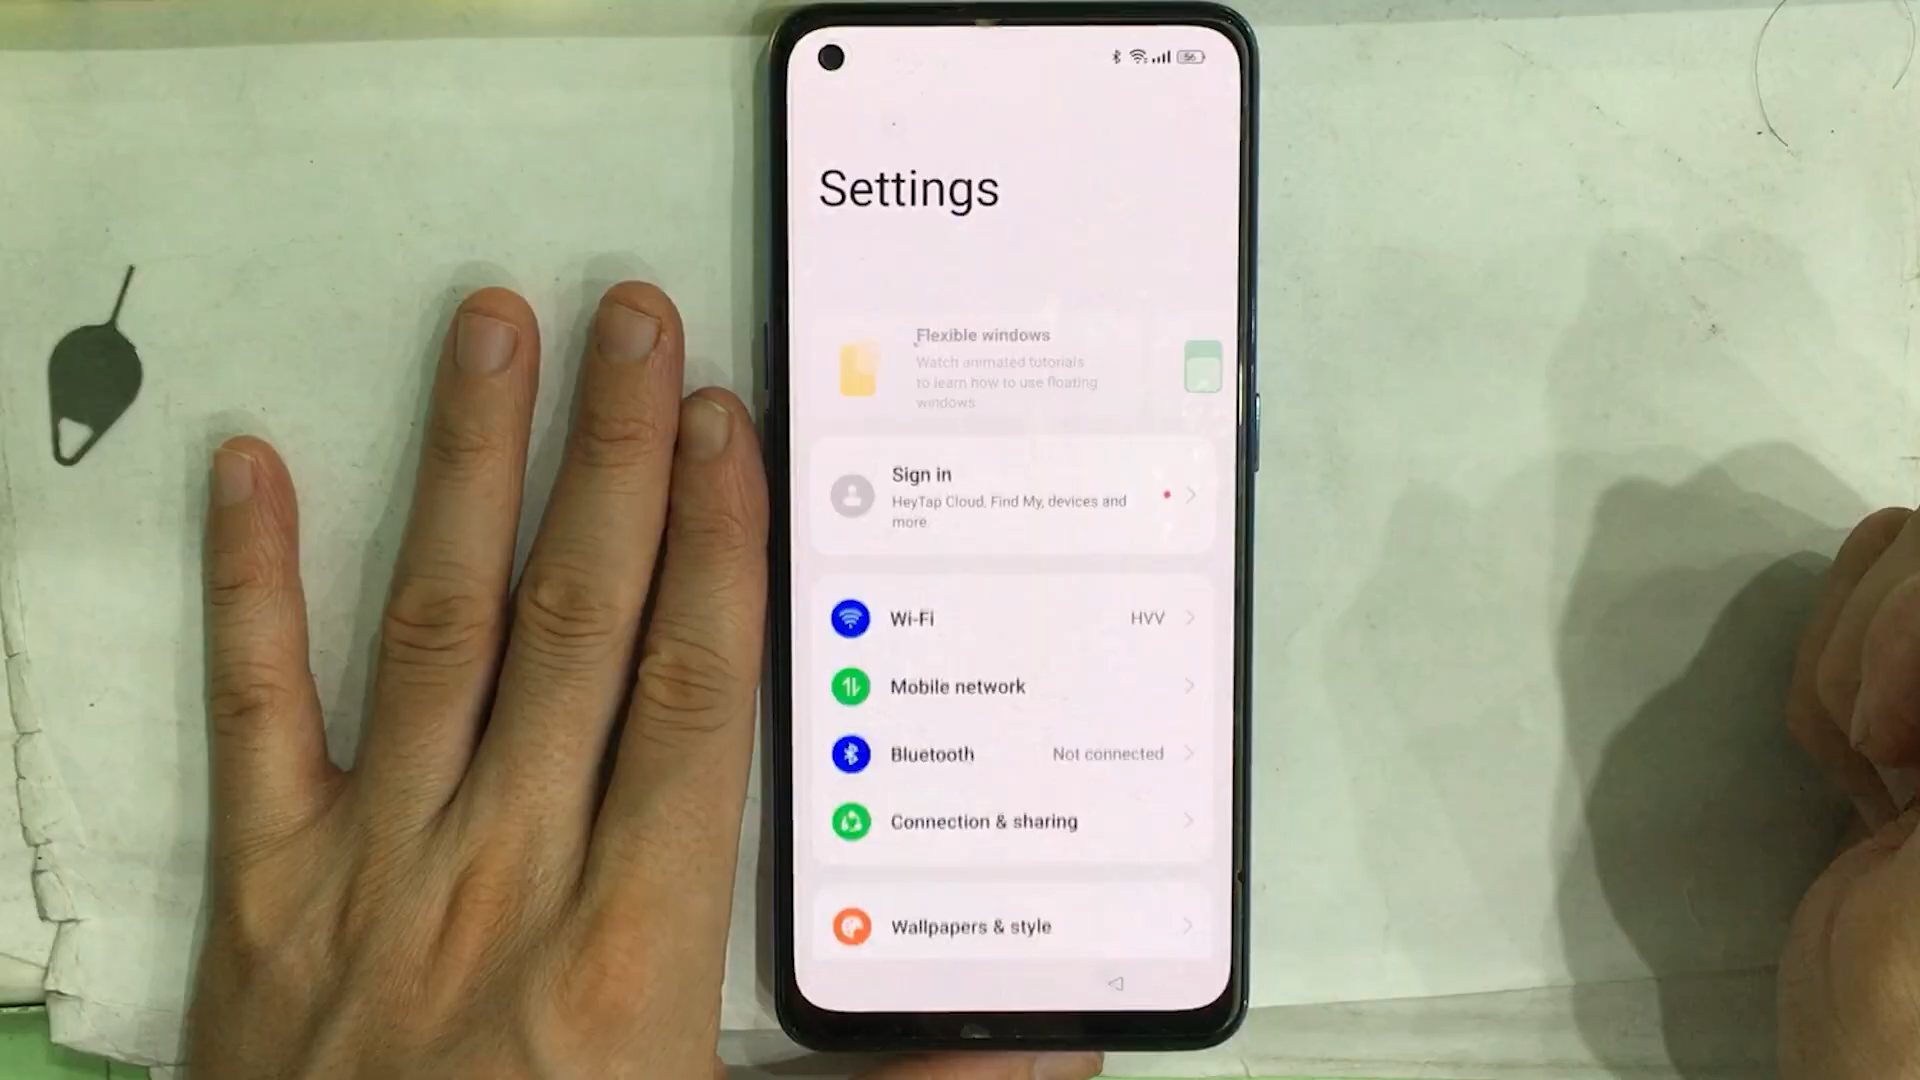 56
Settings
Flexible windows
Watch animated tutorials
to learn how to use floating
windows
Sign in
HeyTap Cloud, Find My, devices and
more
Wi-Fi HVV
Mobile network
Bluetooth Not connected
Connection & sharing
Wallpapers & style